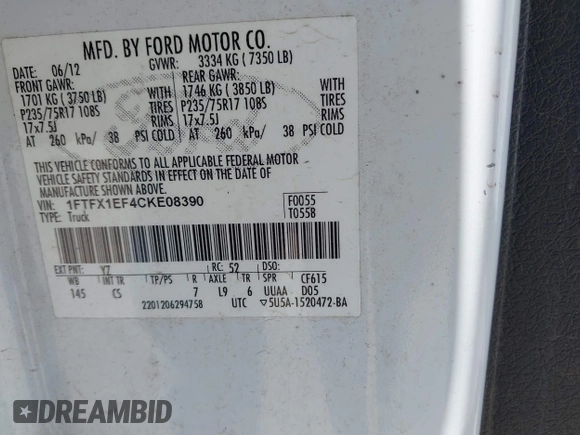 MFD. BY FORD MOTOR CO.
DATE: 06/12 GVWR: 3334 KG ( 7350 LB)
FRONT GAWR: REAR GAWR:
1701 KG ( 3750 LB) WITH 1746 KG ( 3850 LB) WITH
P235/75R17 108S TIRES P235/75R17 108S TIRES
17x7.5J RIMS 17x7.5J RIMS
AT 260 kPa/ 38 PSI COLD AT 260 kPa/ 38 PSI COLD
THIS VEHICLE CONFORMS TO ALL APPLICABLE FEDERAL MOTOR
VEHICLE SAFETY STANDARDS IN EFFECT ON THE DATE OF
MANUFACTURE SHOWN ABOVE.
VIN: 1FTFX1EF4CKE08390 F0055
TYPE: Truck T055B
EXT PNT: Y7 RC: 52 DSO:
WB INT TR TP/PS R AXLE TR SPR CF615
145 CS 7 L9 6 UUAA D05
2201206294758 UTC ▽5U5A-1520472-BA
DREAMBID